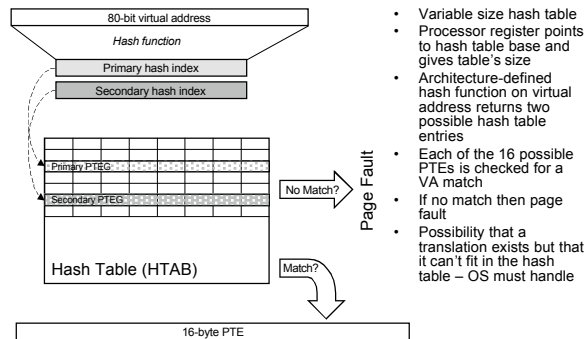 80-bit virtual address
Hash function
Primary hash index
Secondary hash index
Primary PTEG
Secondary PTEG
No Match?
Page Fault
Hash Table (HTAB)
Match?
16-byte PTE
• Variable size hash table
• Processor register points
to hash table base and
gives table's size
• Architecture-defined
hash function on virtual
address returns two
possible hash table
entries
• Each of the 16 possible
PTEs is checked for a
VA match
• If no match then page
fault
• Possibility that a
translation exists but that
it can't fit in the hash
table – OS must handle